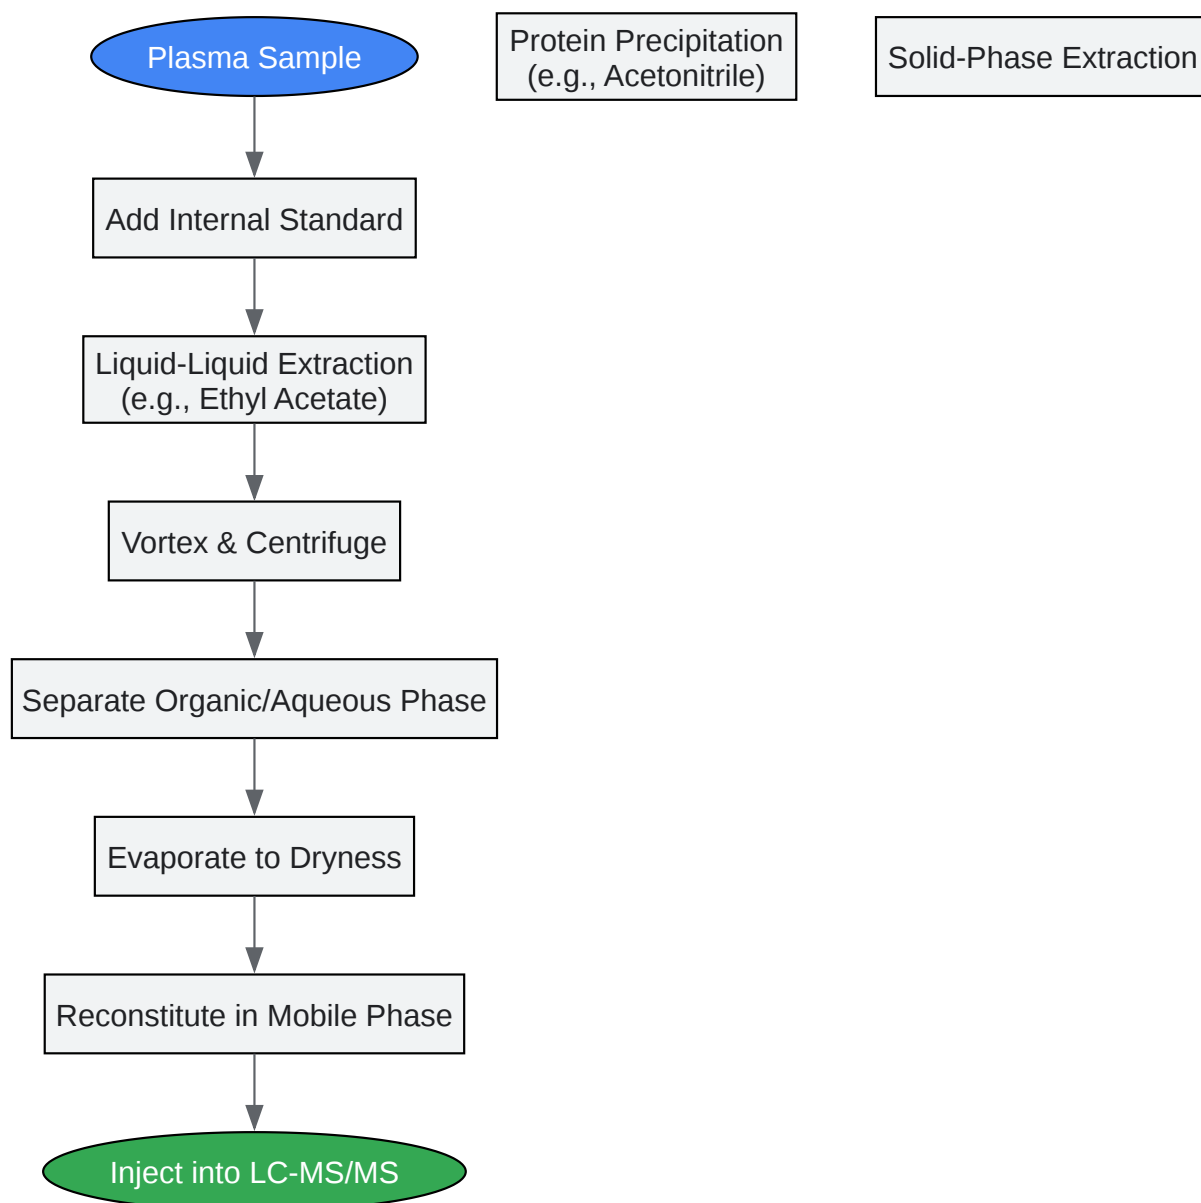 Plasma Sample
Protein Precipitation
(e.g., Acetonitrile)
Solid-Phase Extraction
Add Internal Standard
Liquid-Liquid Extraction
(e.g., Ethyl Acetate)
Vortex & Centrifuge
Separate Organic/Aqueous Phase
Evaporate to Dryness
Reconstitute in Mobile Phase
Inject into LC-MS/MS